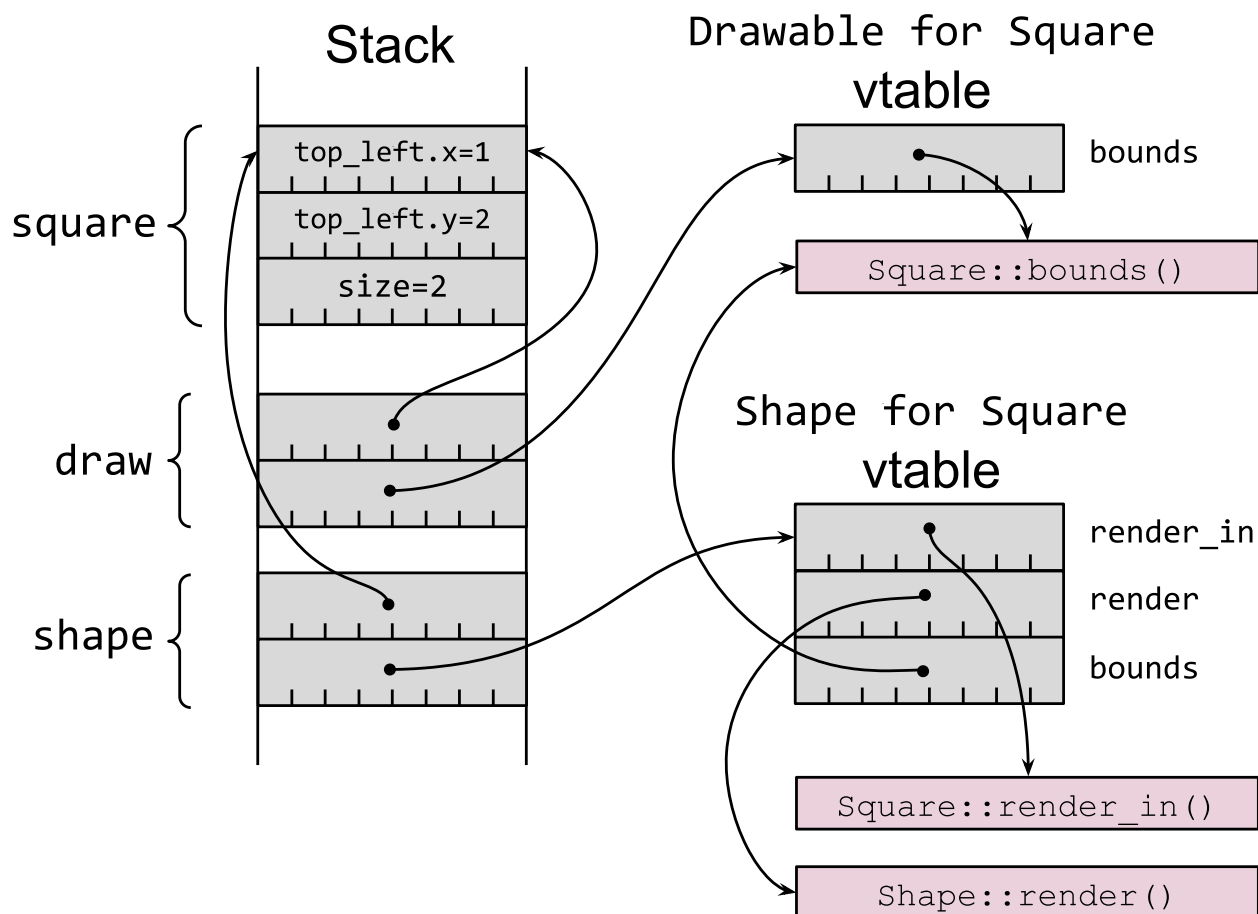 Stack
square
top_left.x=1
top_left.y=2
size=2
draw
shape
Drawable for Square
vtable
bounds
Square::bounds()
Shape for Square
vtable
render_in
render
bounds
Square::render_in()
Shape::render()